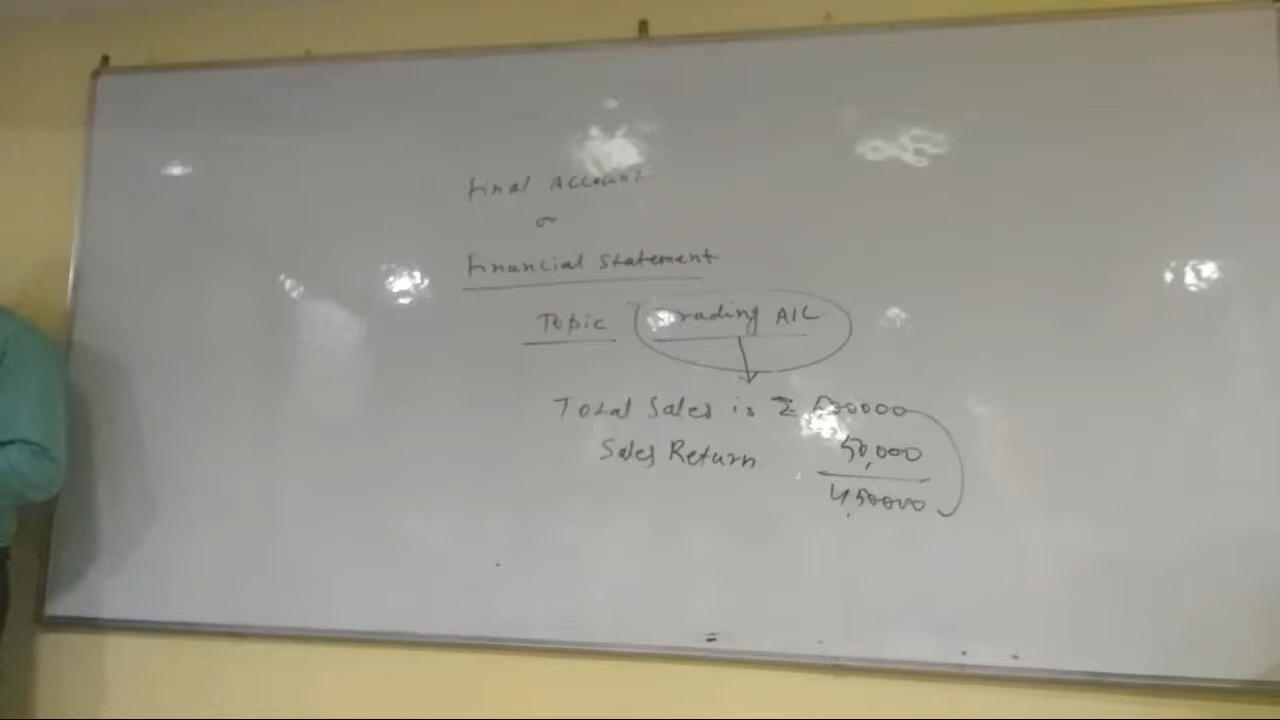 Final Account
or
Financial Statement
Topic Trading A/C
Total Sales is ₹ 500000
Sales Return 50,000
4,50000